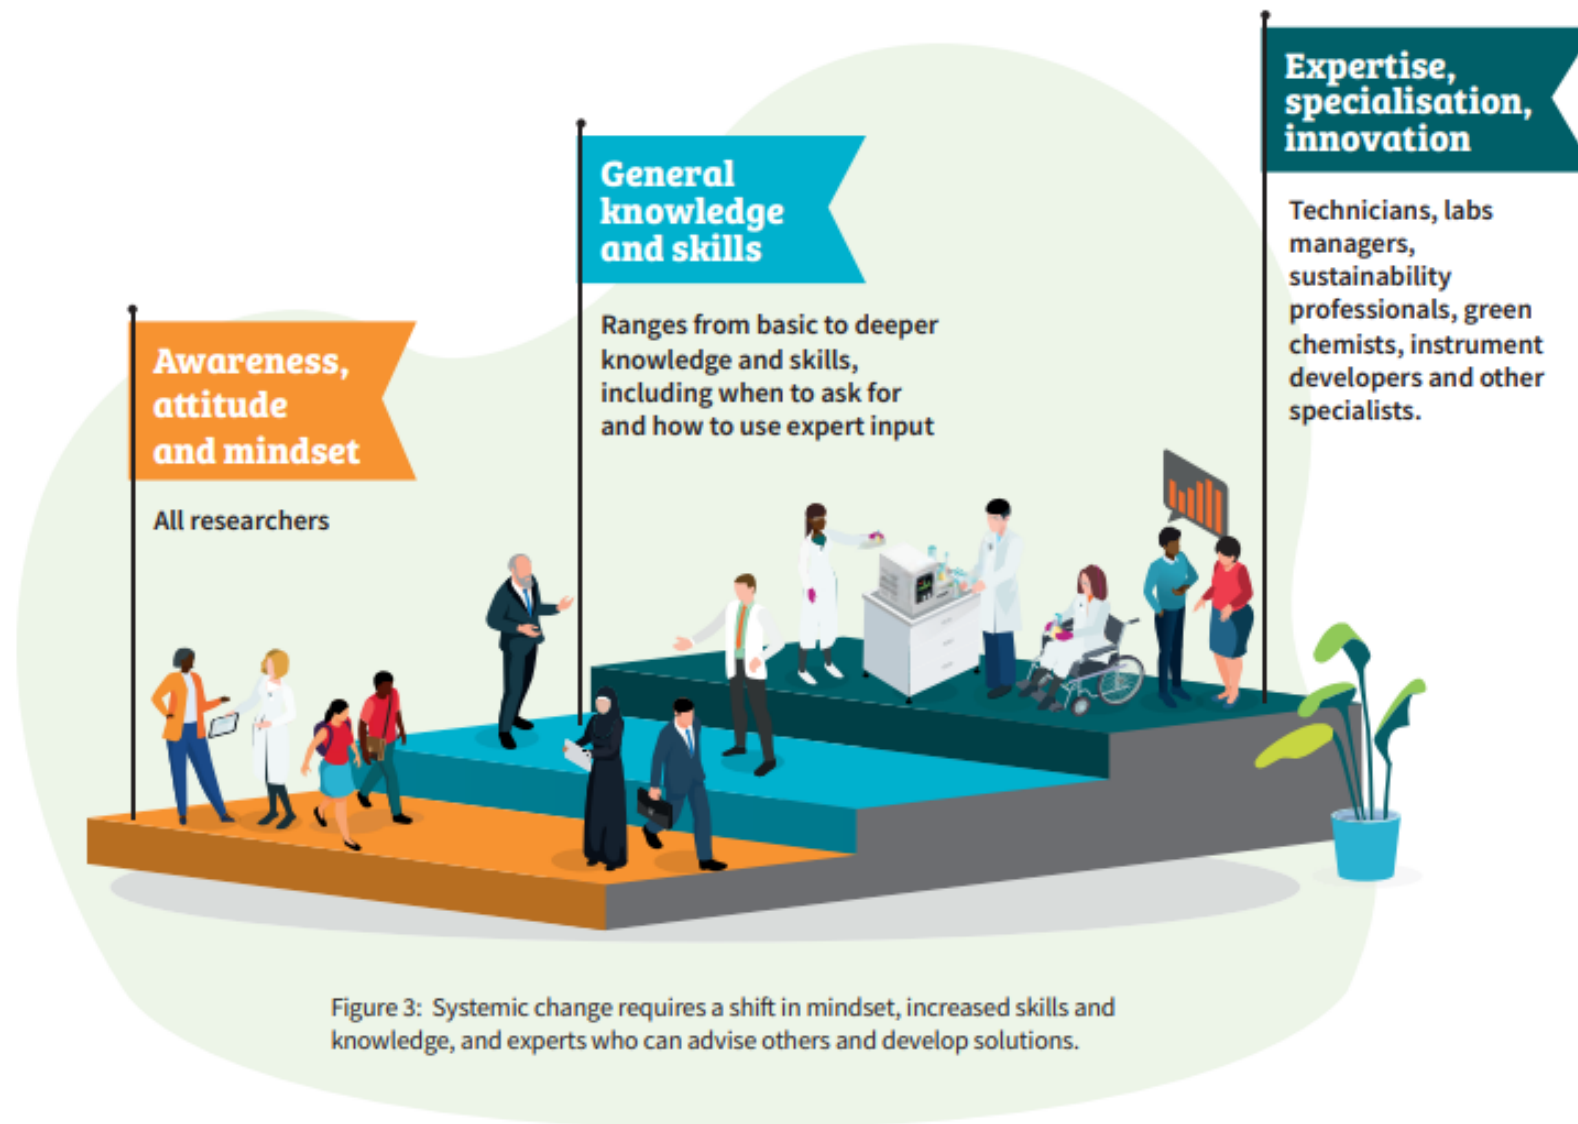 Awareness,
attitude
and mindset
All researchers
General
knowledge
and skills
Ranges from basic to deeper
knowledge and skills,
including when to ask for
and how to use expert input
Expertise,
specialisation,
innovation
Technicians, labs
managers,
sustainability
professionals, green
chemists, instrument
developers and other
specialists.
Figure 3: Systemic change requires a shift in mindset, increased skills and
knowledge, and experts who can advise others and develop solutions.